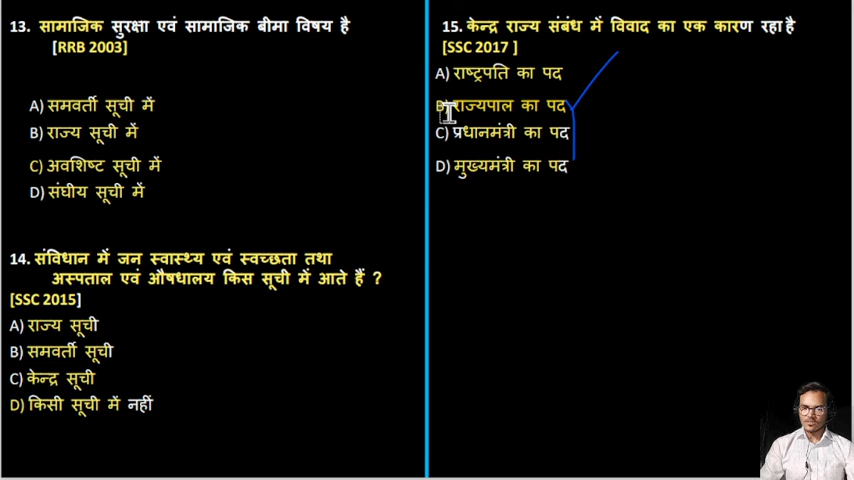 13. सामाजिक सुरक्षा एवं सामाजिक बीमा विषय है
[RRB 2003]
A) समवर्ती सूची में
B) राज्य सूची में
C) अवशिष्ट सूची में
D) संघीय सूची में
14. संविधान में जन स्वास्थ्य एवं स्वच्छता तथा
अस्पताल एवं औषधालय किस सूची में आते हैं ?
[SSC 2015]
A) राज्य सूची
B) समवर्ती सूची
C) केन्द्र सूची
D) किसी सूची में नहीं
15. केन्द्र राज्य संबंध में विवाद का एक कारण रहा है
[SSC 2017 ]
A) राष्ट्रपति का पद
B) राज्यपाल का पद
C) प्रधानमंत्री का पद
D) मुख्यमंत्री का पद